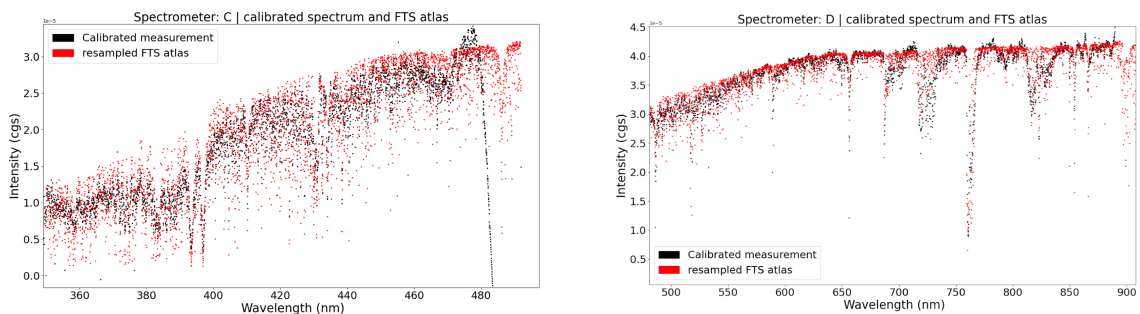 Spectrometer: C | calibrated spectrum and FTS atlas
1e-5
Calibrated measurement
resampled FTS atlas
3.0
2.5
2.0
1.5
1.0
0.5
0.0
Intensity (cgs)
360 380 400 420 440 460 480
Wavelength (nm)
Spectrometer: D | calibrated spectrum and FTS atlas
1e-5
4.5
4.0
3.5
3.0
2.5
2.0
1.5
1.0
0.5
Intensity (cgs)
Calibrated measurement
resampled FTS atlas
500 550 600 650 700 750 800 850 900
Wavelength (nm)